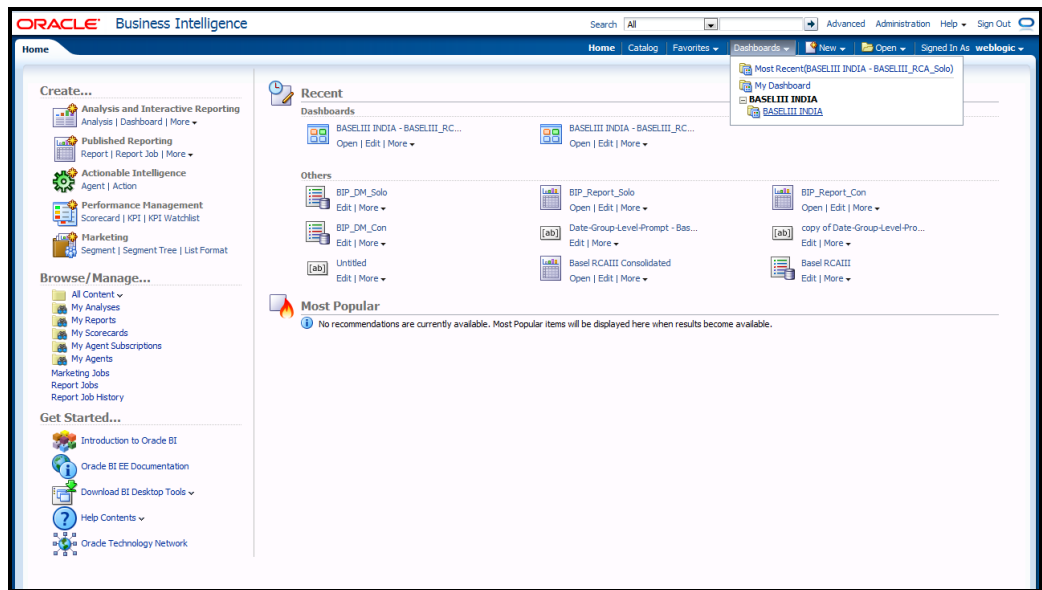 ORACLE Business Intelligence
Search All Advanced Administration Help Sign Out
Home
Home Catalog Favorites Dashboards New Open Signed In As weblogic
Most Recent(BASELIII INDIA - BASELIII_RCA_Solo)
My Dashboard
BASELIII INDIA
BASELIII INDIA
Create...
Analysis and Interactive Reporting
Analysis | Dashboard | More
Published Reporting
Report | Report Job | More
Actionable Intelligence
Agent | Action
Performance Management
Scorecard | KPI | KPI Watchlist
Marketing
Segment | Segment Tree | List Format
Browse/Manage...
All Content
My Analyses
My Reports
My Scorecards
My Agent Subscriptions
My Agents
Marketing Jobs
Report Jobs
Report Job History
Get Started...
Introduction to Oracle BI
Oracle BI EE Documentation
Download BI Desktop Tools
Help Contents
Oracle Technology Network
Recent
Dashboards
BASELIII INDIA - BASELIII_RC...
Open | Edit | More
BASELIII INDIA - BASELIII_RC...
Open | Edit | More
Others
BIP_DM_Solo
Edit | More
BIP_Report_Solo
Open | Edit | More
BIP_Report_Con
Open | Edit | More
BIP_DM_Con
Edit | More
[ab] Date-Group-Level-Prompt - Bas...
Edit | More
[ab] copy of Date-Group-Level-Pro...
Edit | More
[ab] Untitled
Edit | More
Basel RCAIII Consolidated
Open | Edit | More
Basel RCAIII
Edit | More
Most Popular
No recommendations are currently available. Most Popular items will be displayed here when results become available.